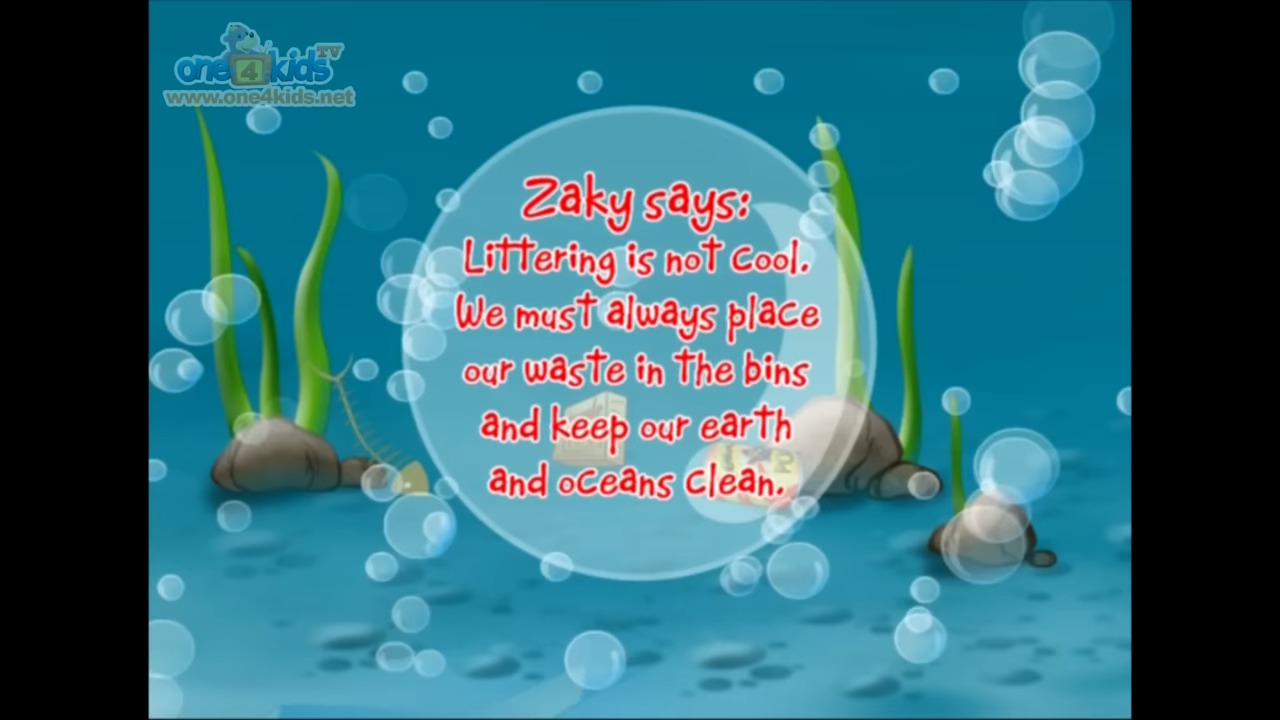 one4kids TV
www.one4kids.net
Zaky says:
Littering is not cool.
We must always place
our waste in the bins
and keep our earth
and oceans clean.